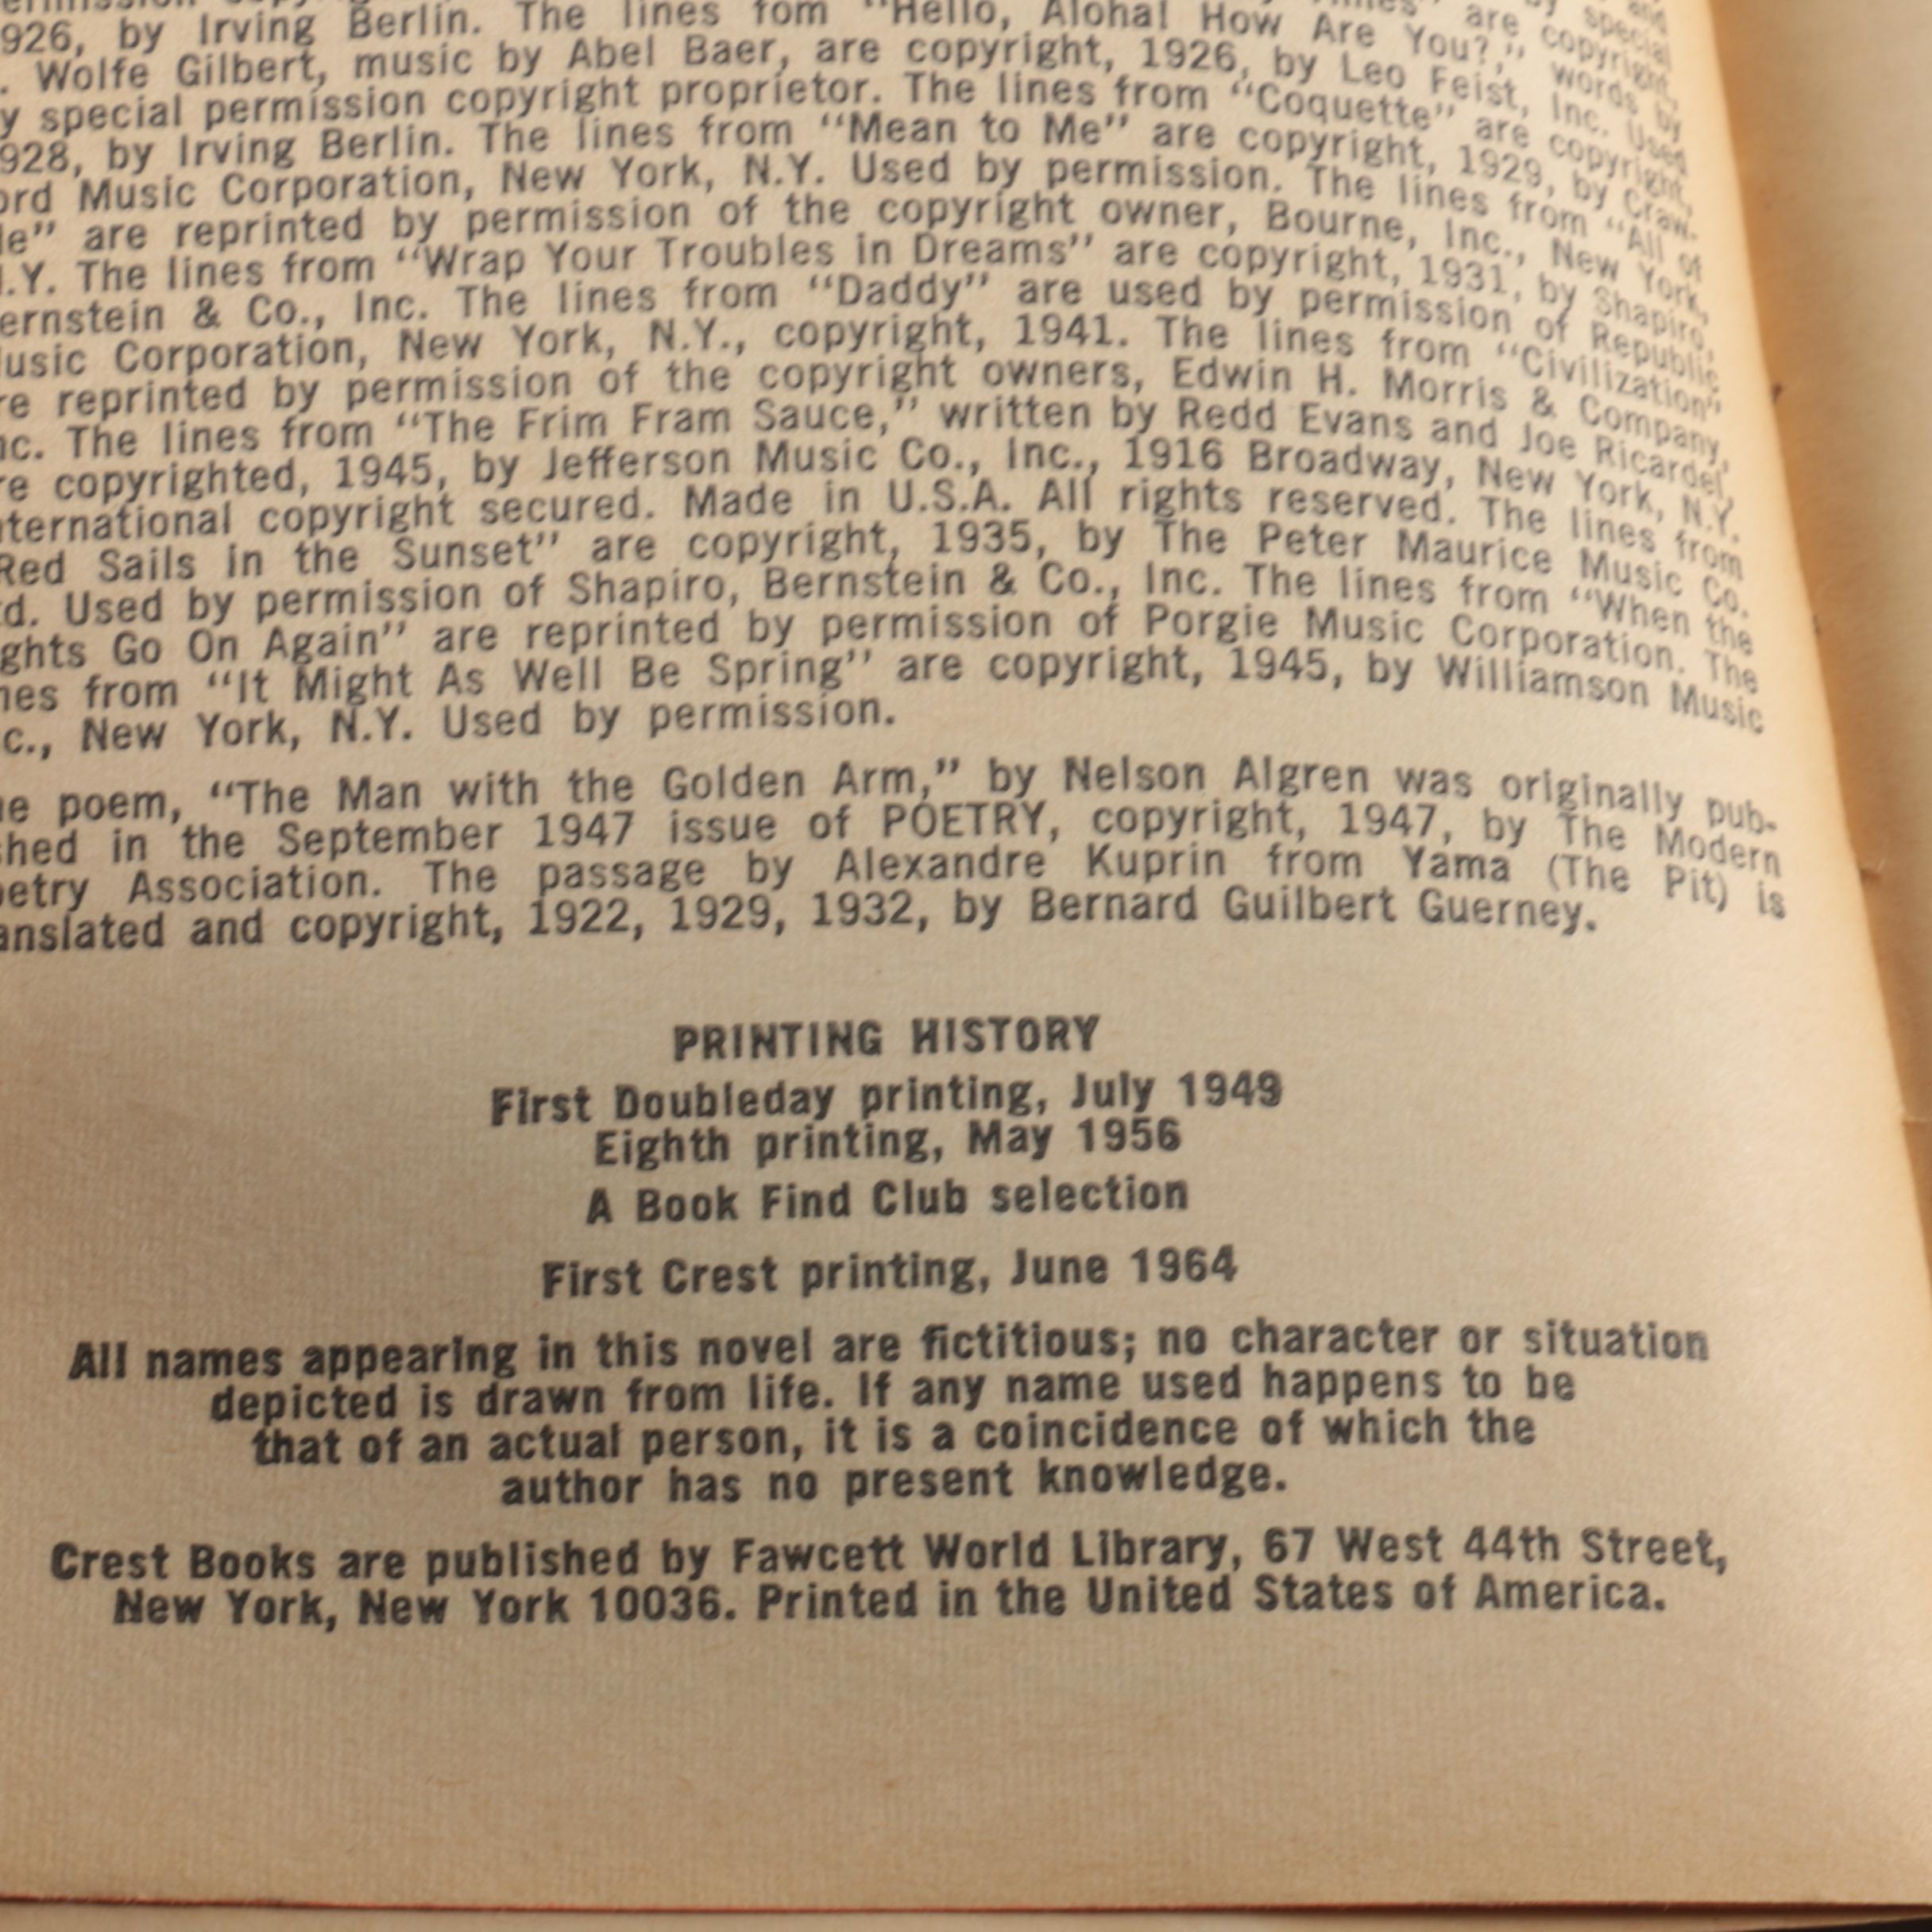 926, by Irving Berlin. The lines fom "Hello, Aloha! How Are You?," words by
. Wolfe Gilbert, music by Abel Baer, are copyright, 1926, by Leo Feist, Inc. Used
y special permission copyright proprietor. The lines from "Coquette" are copyright,
928, by Irving Berlin. The lines from "Mean to Me" are copyright, 1929, by Craw-
ord Music Corporation, New York, N.Y. Used by permission. The lines from "All of
le" are reprinted by permission of the copyright owner, Bourne, Inc., New York,
.Y. The lines from "Wrap Your Troubles in Dreams" are copyright, 1931, by Shapiro,
ernstein & Co., Inc. The lines from "Daddy" are used by permission of Republic
usic Corporation, New York, N.Y., copyright, 1941. The lines from "Civilization"
re reprinted by permission of the copyright owners, Edwin H. Morris & Company,
nc. The lines from "The Frim Fram Sauce," written by Redd Evans and Joe Ricardel,
re copyrighted, 1945, by Jefferson Music Co., Inc., 1916 Broadway, New York, N.Y.
nternational copyright secured. Made in U.S.A. All rights reserved. The lines from
Red Sails in the Sunset" are copyright, 1935, by The Peter Maurice Music Co.
td. Used by permission of Shapiro, Bernstein & Co., Inc. The lines from "When the
ghts Go On Again" are reprinted by permission of Porgie Music Corporation. The
nes from "It Might As Well Be Spring" are copyright, 1945, by Williamson Music
c., New York, N.Y. Used by permission.
he poem, "The Man with the Golden Arm," by Nelson Algren was originally pub-
shed in the September 1947 issue of POETRY, copyright, 1947, by The Modern
oetry Association. The passage by Alexandre Kuprin from Yama (The Pit) is
anslated and copyright, 1922, 1929, 1932, by Bernard Guilbert Guerney.
PRINTING HISTORY
First Doubleday printing, July 1949
Eighth printing, May 1956
A Book Find Club selection
First Crest printing, June 1964
All names appearing in this novel are fictitious; no character or situation
depicted is drawn from life. If any name used happens to be
that of an actual person, it is a coincidence of which the
author has no present knowledge.
Crest Books are published by Fawcett World Library, 67 West 44th Street,
New York, New York 10036. Printed in the United States of America.